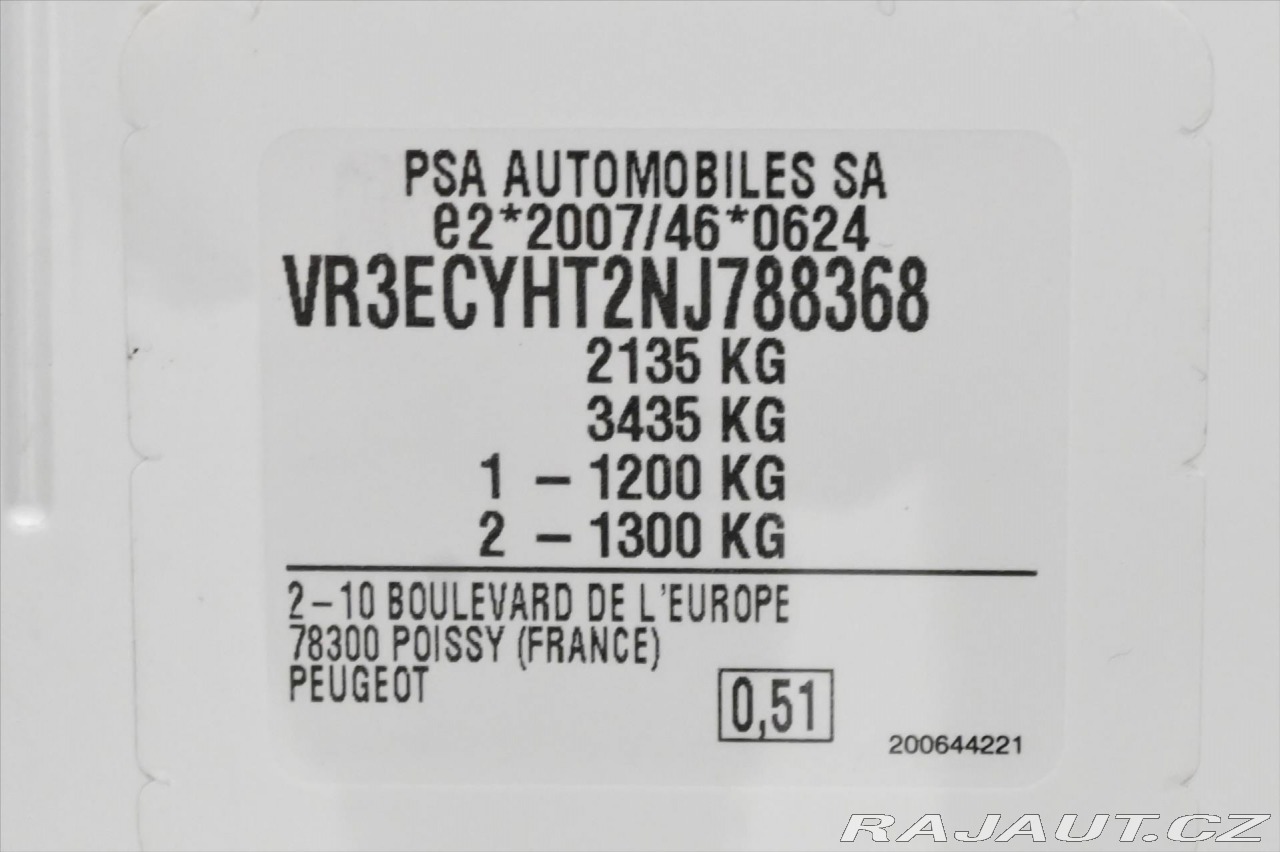 PSA AUTOMOBILES SA
e2*2007/46*0624
VR3ECYHT2NJ788368
2135 KG
3435 KG
1 – 1200 KG
2 – 1300 KG
2–10 BOULEVARD DE L'EUROPE
78300 POISSY (FRANCE)
PEUGEOT
0,51
200644221
RAJAUT.CZ